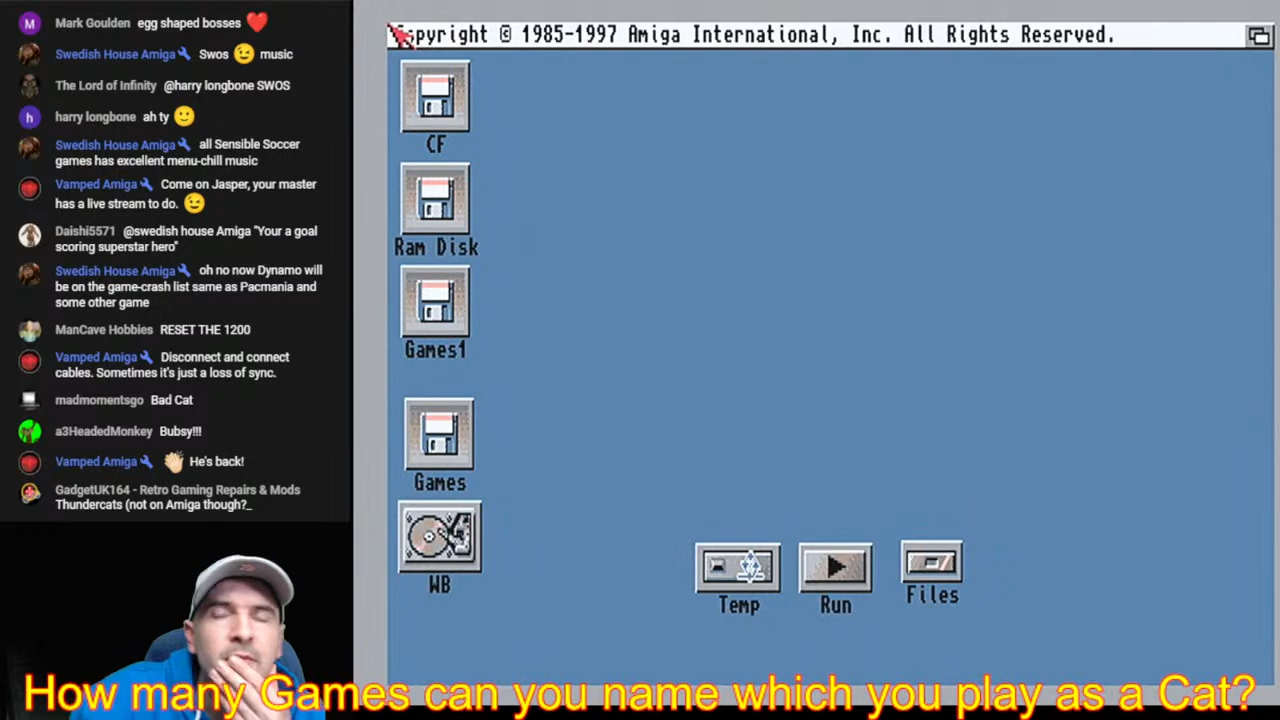 Mark Goulden egg shaped bosses
Swedish House Amiga Swos music
The Lord of Infinity @harry longbone SWOS
h harry longbone ah ty
Swedish House Amiga all Sensible Soccer
games has excellent menu-chill music
Vamped Amiga Come on Jasper, your master
has a live stream to do.
Daishi5571 @swedish house Amiga "Your a goal
scoring superstar hero"
Swedish House Amiga oh no now Dynamo will
be on the game-crash list same as Pacmania and
some other game
ManCave Hobbies RESET THE 1200
Vamped Amiga Disconnect and connect
cables. Sometimes it's just a loss of sync.
madmomentsgo Bad Cat
a3HeadedMonkey Bubsy!!!
Vamped Amiga He's back!
GadgetUK164 - Retro Gaming Repairs & Mods
Thundercats (not on Amiga though?_
opyright © 1985-1997 Amiga International, Inc. All Rights Reserved.
CF
Ram Disk
Games1
Games
WB
Temp
Run
Files
How many Games can you name which you play as a Cat?